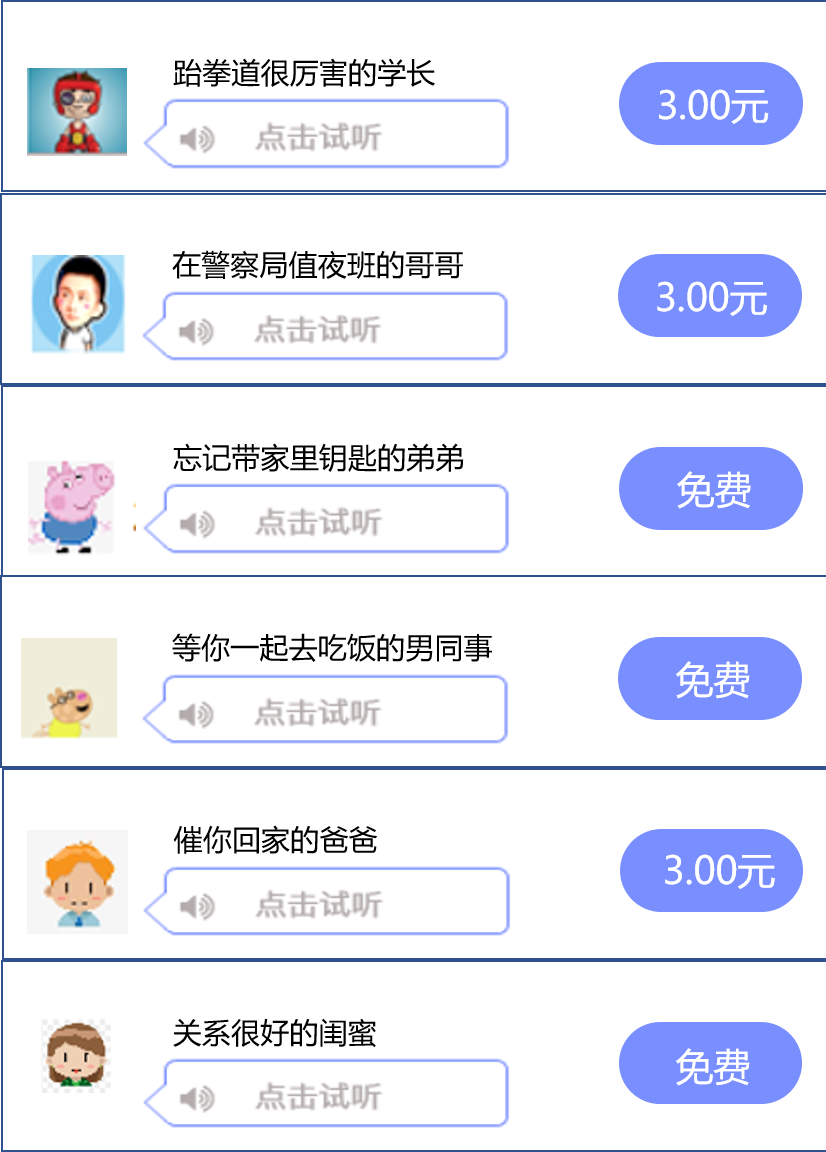 跆拳道很厉害的学长
点击试听
3.00元
在警察局值夜班的哥哥
点击试听
3.00元
忘记带家里钥匙的弟弟
点击试听
免费
等你一起去吃饭的男同事
点击试听
免费
催你回家的爸爸
点击试听
3.00元
关系很好的闺蜜
点击试听
免费